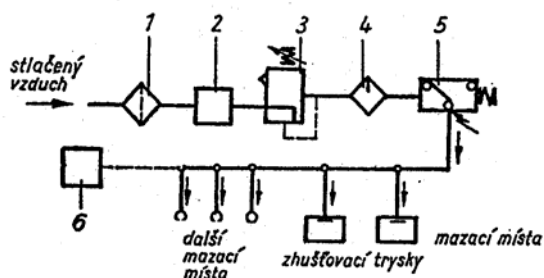 1
2
3
4
5
stlačený
vzduch
6
další
mazací
místa
zhušťovací trysky
mazací místa